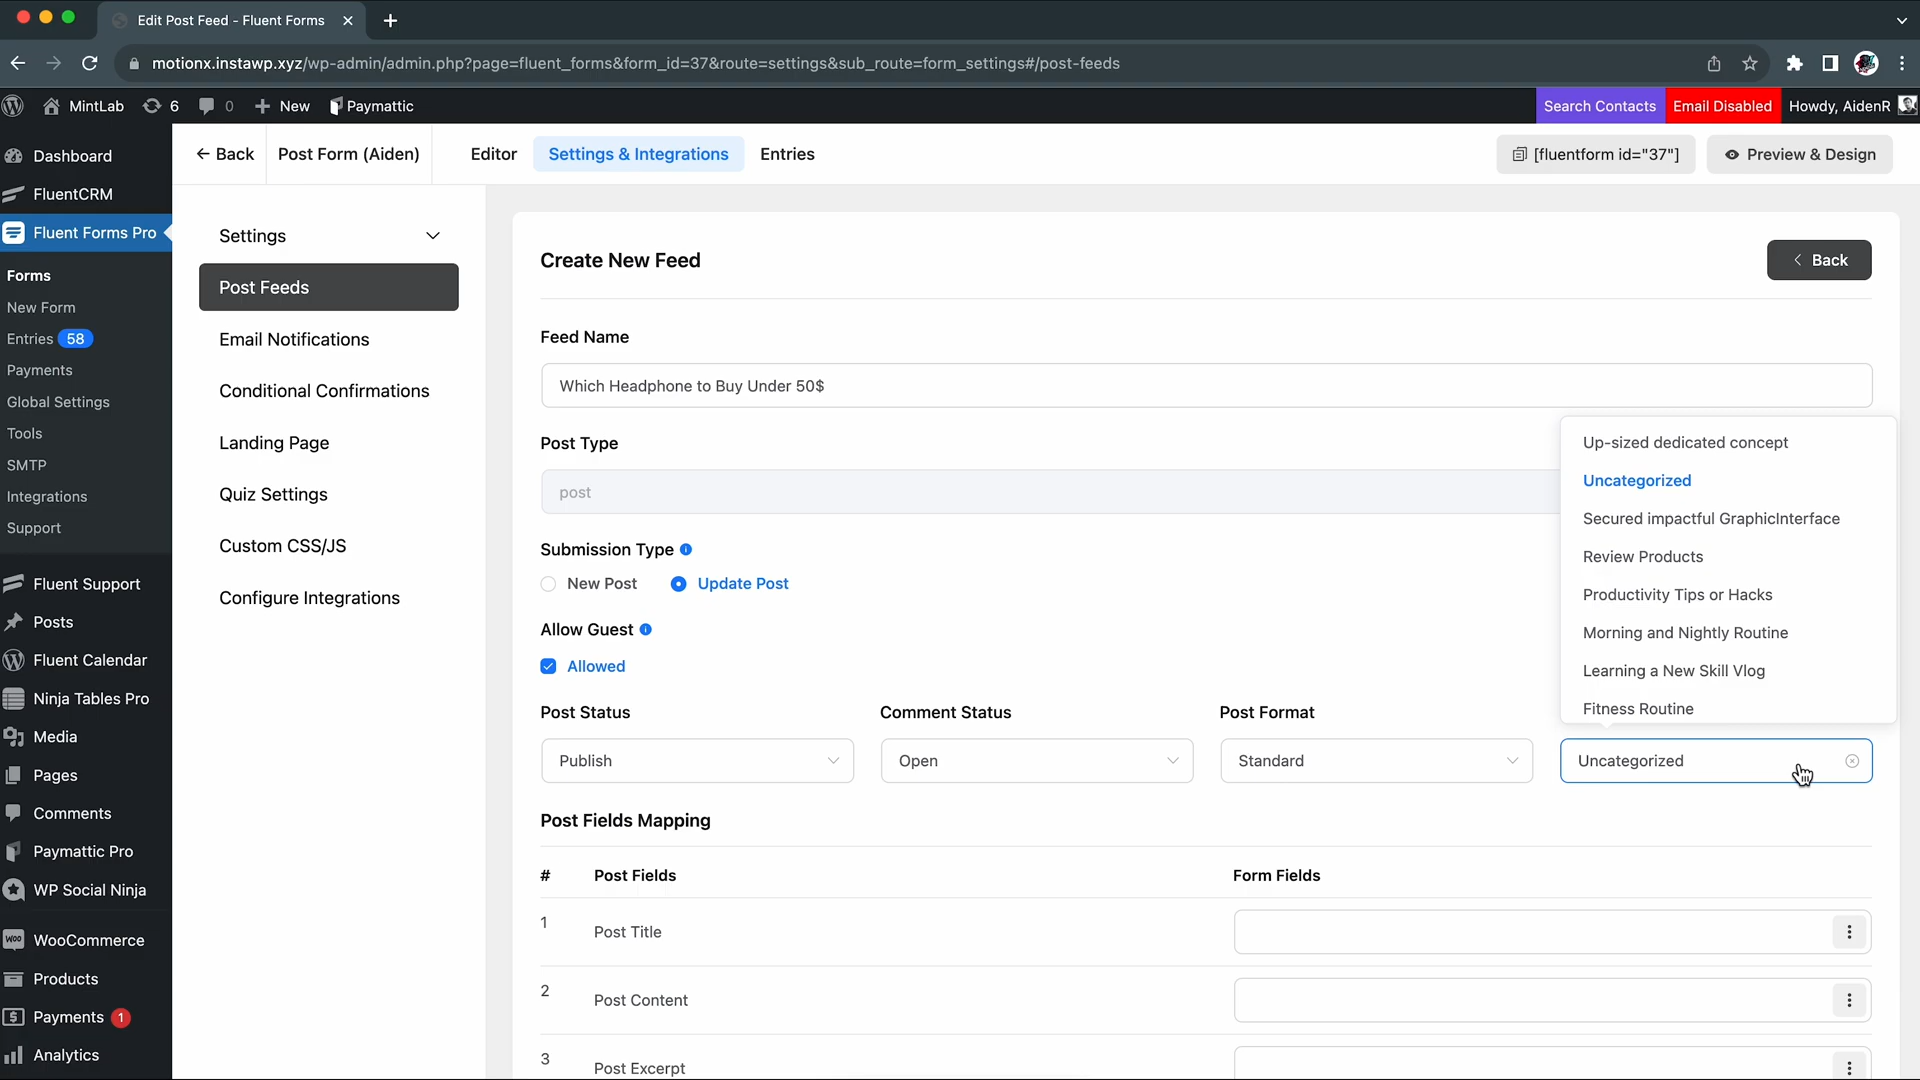 Edit Post Feed - Fluent Forms
motionx.instawp.xyz/wp-admin/admin.php?page=fluent_forms&form_id=37&route=settings&sub_route=form_settings#/post-feeds
MintLab 6 0 New Paymattic
Search Contacts Email Disabled Howdy, AidenR
Dashboard
FluentCRM
Fluent Forms Pro
Forms
New Form
Entries 58
Payments
Global Settings
Tools
SMTP
Integrations
Support
Fluent Support
Posts
Fluent Calendar
Ninja Tables Pro
Media
Pages
Comments
Paymattic Pro
WP Social Ninja
WooCommerce
Products
Payments 1
Analytics
Back Post Form (Aiden) Editor Settings & Integrations Entries [fluentform id="37"] Preview & Design
Settings
Post Feeds
Email Notifications
Conditional Confirmations
Landing Page
Quiz Settings
Custom CSS/JS
Configure Integrations
Create New Feed Back
Feed Name
Which Headphone to Buy Under 50$
Post Type
post
Submission Type
New Post Update Post
Allow Guest
Allowed
Up-sized dedicated concept
Uncategorized
Secured impactful GraphicInterface
Review Products
Productivity Tips or Hacks
Morning and Nightly Routine
Learning a New Skill Vlog
Fitness Routine
Post Status Comment Status Post Format
Publish Open Standard Uncategorized
Post Fields Mapping
# Post Fields Form Fields
1 Post Title
2 Post Content
3 Post Excerpt